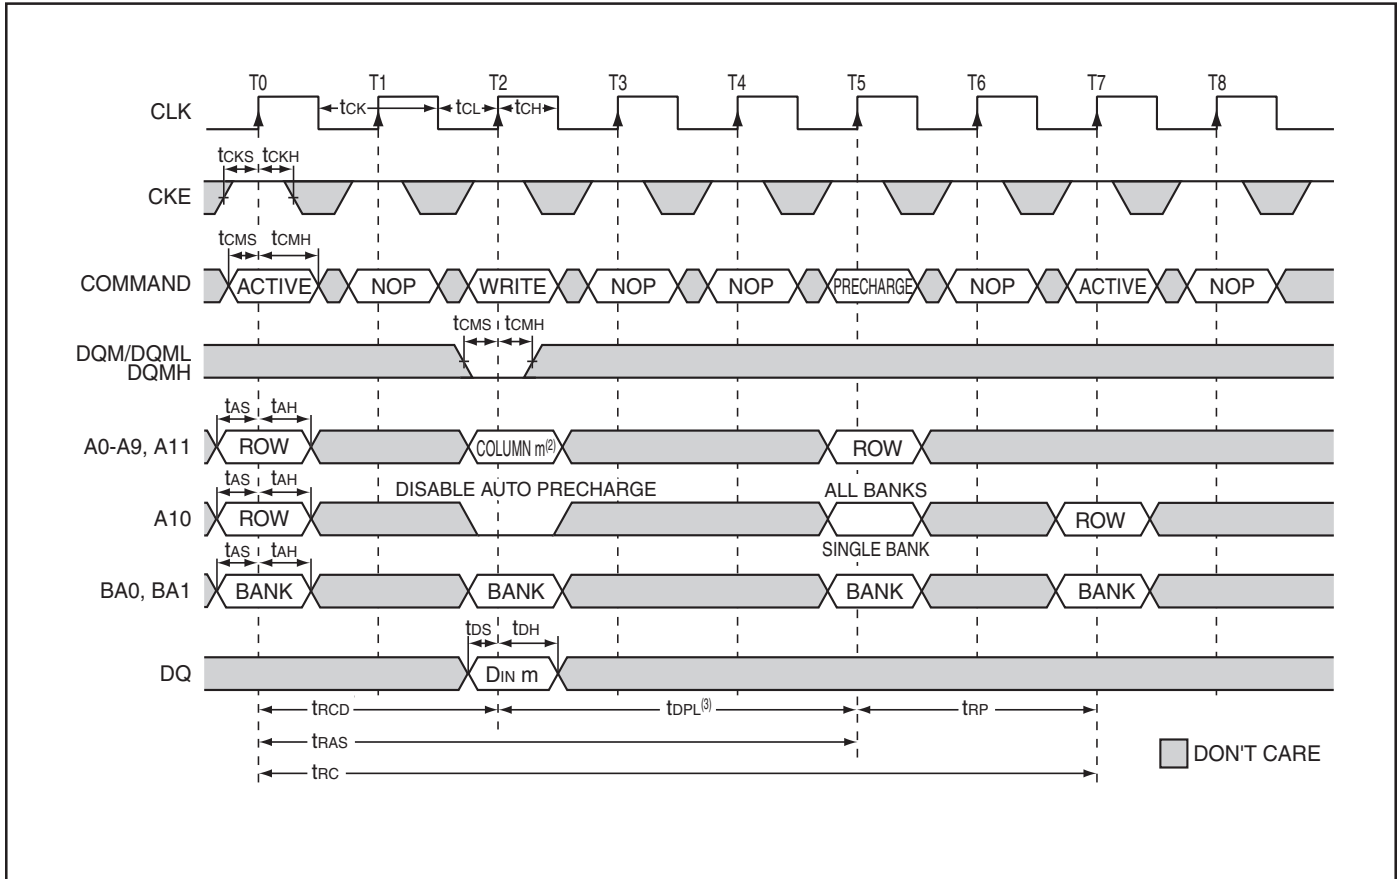 T0 T1 T2 T3 T4 T5 T6 T7 T8
CLK tCK tCL tCH
tCKS tCKH
CKE
tCMS tCMH
COMMAND ACTIVE NOP WRITE NOP NOP PRECHARGE NOP ACTIVE NOP
tCMS tCMH
DQM/DQML
DQMH
tAS tAH
A0-A9, A11 ROW COLUMN m(2) ROW
tAS tAH DISABLE AUTO PRECHARGE ALL BANKS
A10 ROW ROW
tAS tAH SINGLE BANK
BA0, BA1 BANK BANK BANK BANK
tDS tDH
DQ DIN m
tRCD tDPL(3) tRP
tRAS
DON'T CARE
tRC